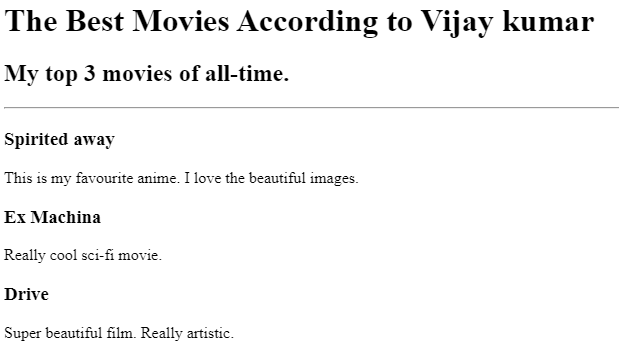 The Best Movies According to Vijay kumar
My top 3 movies of all-time.
Spirited away
This is my favourite anime. I love the beautiful images.
Ex Machina
Really cool sci-fi movie.
Drive
Super beautiful film. Really artistic.